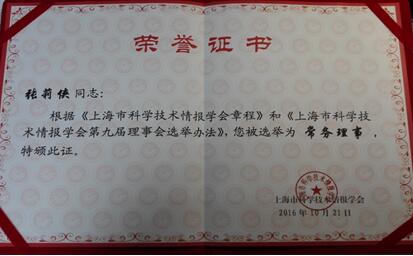 荣誉证书
张莉侠同志：
根据《上海市科学技术情报学会章程》和《上海市科学技
术情报学会第九届理事会选举办法》，您被选举为 常务理事 ，
特颁此证。
上海市科学技术情报学会
2016年10月21日